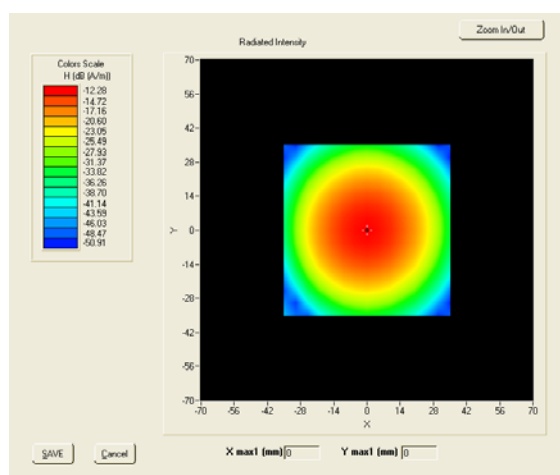 Zoom In/Out
Radiated Intensity
Colors Scale
H (dB (A/m))
-12.28
-14.72
-17.16
-20.60
-23.05
-25.49
-27.93
-31.37
-33.82
-36.26
-38.70
-41.14
-43.59
-46.03
-48.47
-50.91
70
56
42
28
14
0
-14
-28
-42
-56
-70
Y
-70 -56 -42 -28 -14 0 14 28 42 56 70
X
SAVE
Cancel
X max1 (mm) 0
Y max1 (mm) 0